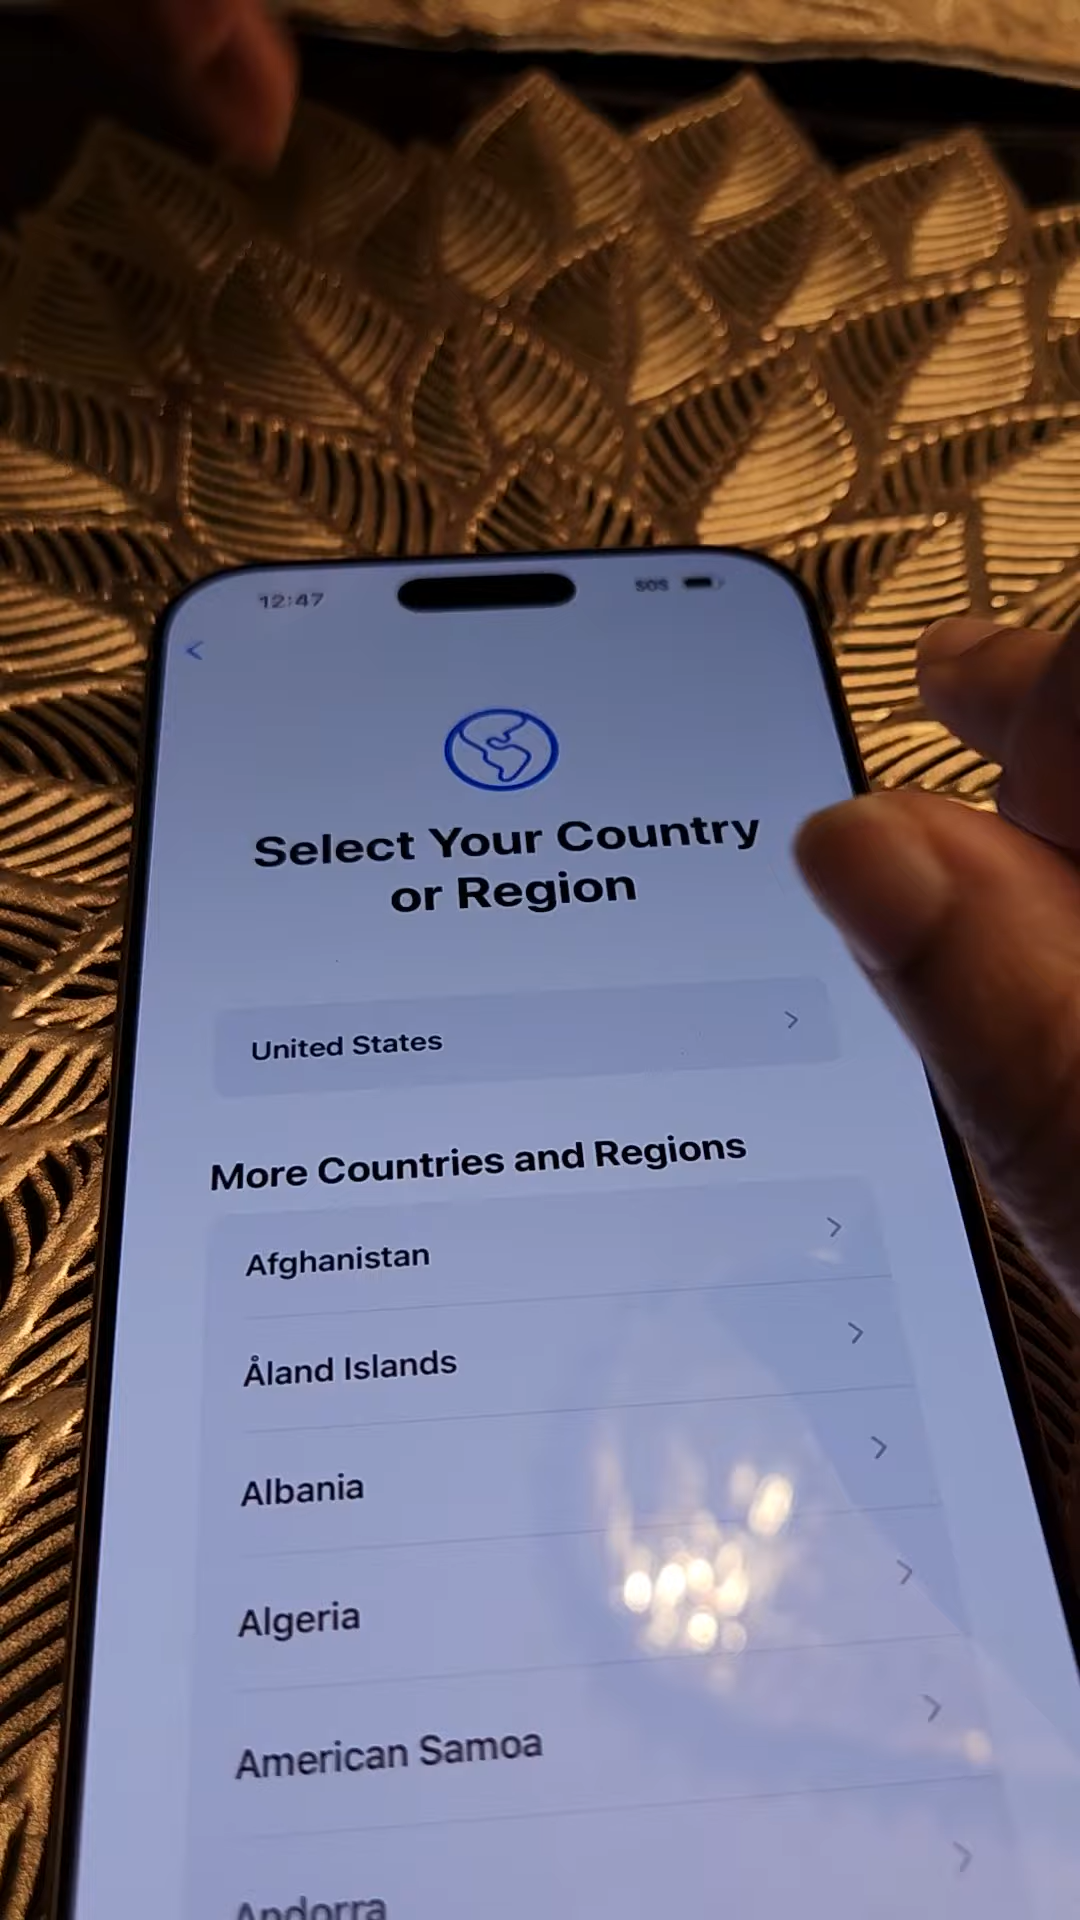 12:47
SOS
Select Your Country
or Region
United States
More Countries and Regions
Afghanistan
Åland Islands
Albania
Algeria
American Samoa
Andorra